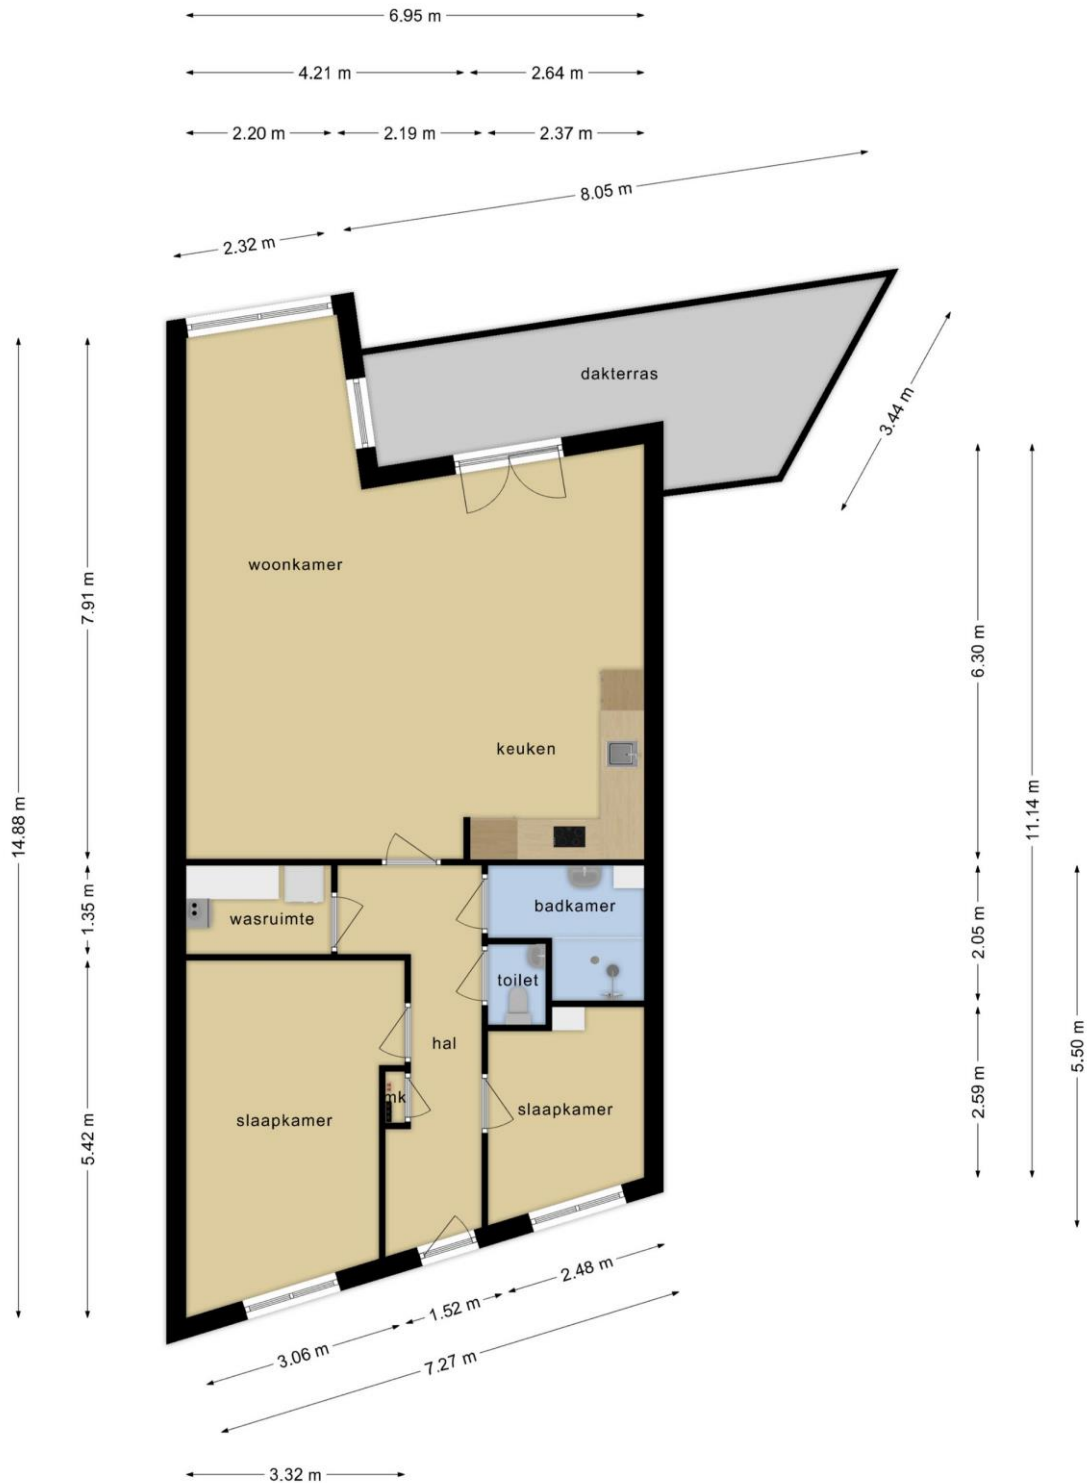 6.95 m
4.21 m
2.64 m
2.20 m
2.19 m
2.37 m
8.05 m
2.32 m
dakterras
3.44 m
woonkamer
7.91 m
6.30 m
keuken
14.88 m
11.14 m
1.35 m
wasruimte
badkamer
2.05 m
toilet
hal
5.50 m
mk
2.59 m
slaapkamer
slaapkamer
5.42 m
2.48 m
1.52 m
3.06 m
7.27 m
3.32 m